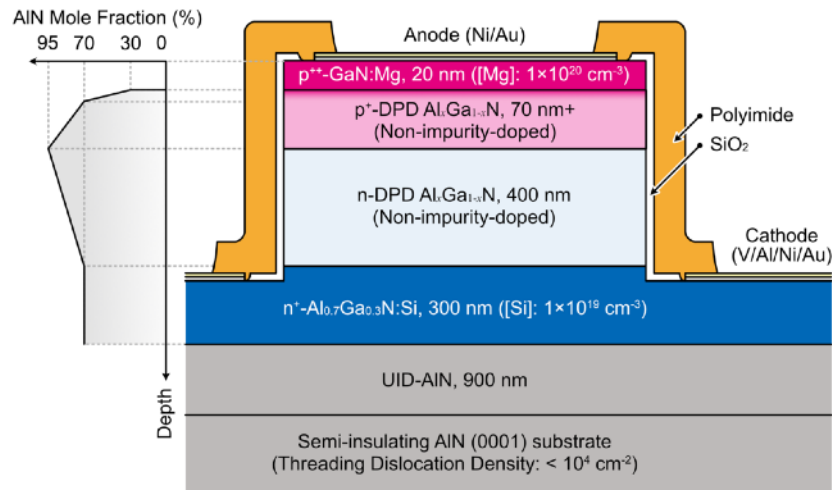 AlN Mole Fraction (%)
95 70 30 0
Depth
Anode (Ni/Au)
p⁺⁺-GaN:Mg, 20 nm ([Mg]: 1×10²⁰ cm⁻³)
p⁺-DPD AlₓGa₁₋ₓN, 70 nm+
(Non-impurity-doped)
Polyimide
SiO₂
n-DPD AlₓGa₁₋ₓN, 400 nm
(Non-impurity-doped)
Cathode
(V/Al/Ni/Au)
n⁺-Al₀.₇Ga₀.₃N:Si, 300 nm ([Si]: 1×10¹⁹ cm⁻³)
UID-AlN, 900 nm
Semi-insulating AlN (0001) substrate
(Threading Dislocation Density: < 10⁴ cm⁻²)